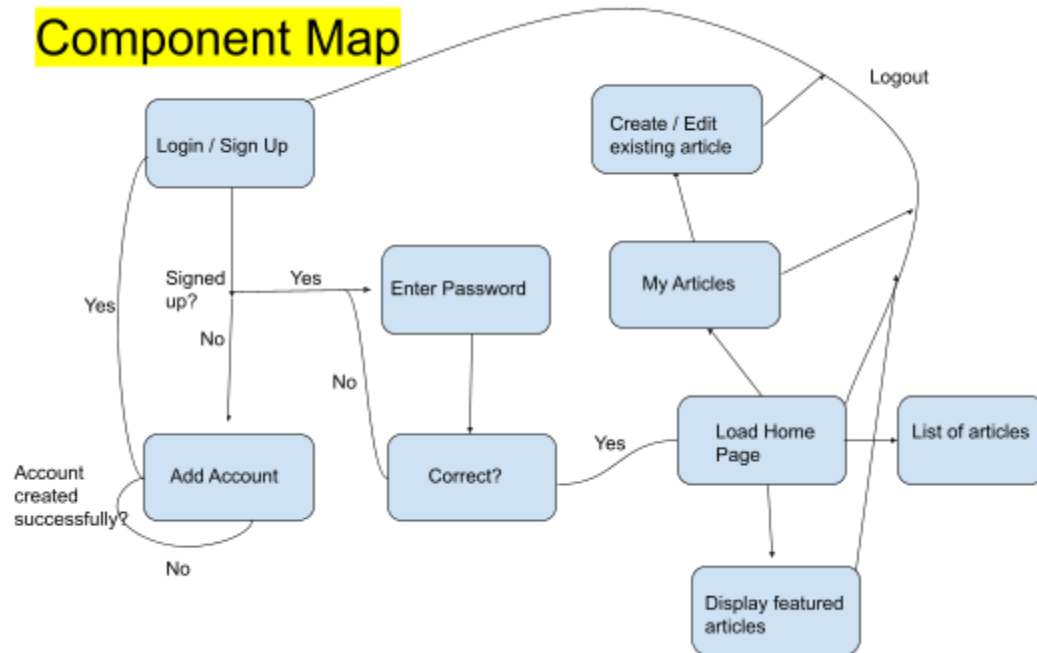 Component Map
Logout
Login / Sign Up
Create / Edit
existing article
Signed
up?
Yes
Enter Password
My Articles
Yes
No
No
Load Home
Page
List of articles
Yes
Account
created
successfully?
Add Account
Correct?
No
Display featured
articles